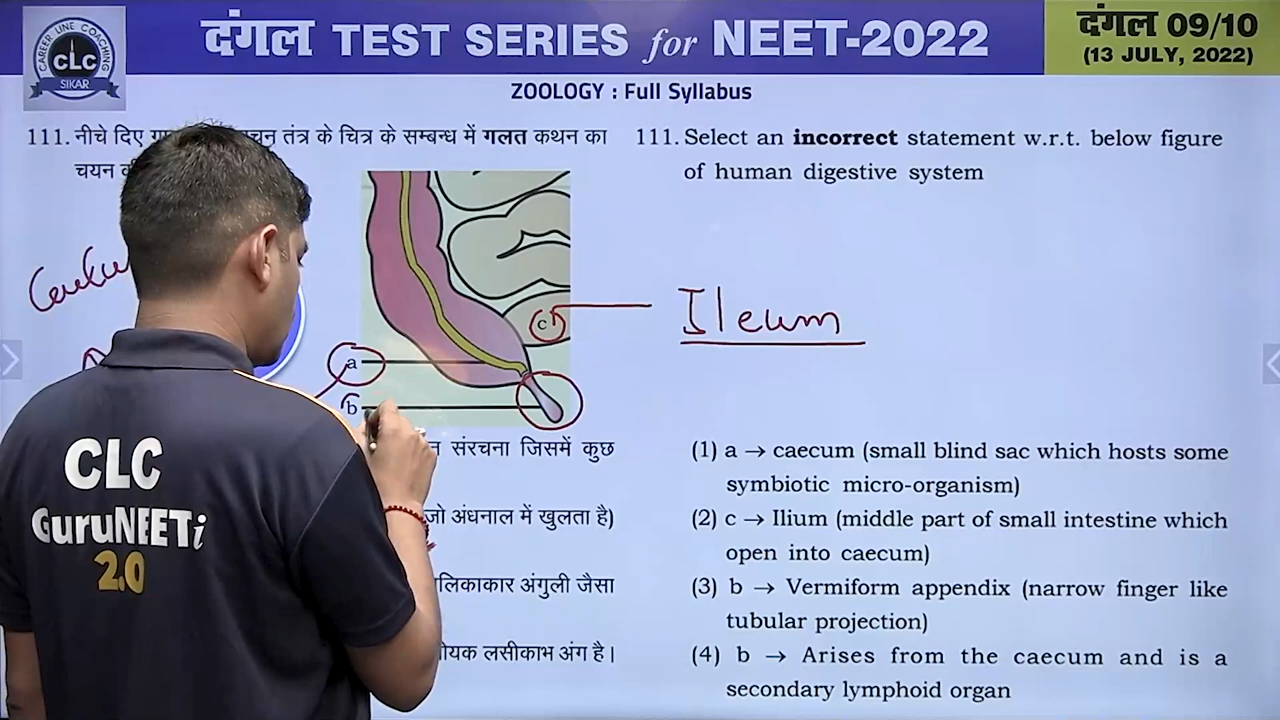 दंगल TEST SERIES for NEET-2022
दंगल 09/10
(13 JULY, 2022)
CAREER LINE COACHING
CLC
SIKAR
ZOOLOGY : Full Syllabus
111. नीचे दिए तंत्र के चित्र के सम्बन्ध में गलत कथन का
चयन
a
b
c
संरचना जिसमें कुछ
जो अंधनाल में खुलता है)
अंगुली जैसा
लसीकाभ अंग है।
111. Select an incorrect statement w.r.t. below figure
of human digestive system
Ileum
(1) a → caecum (small blind sac which hosts some
symbiotic micro-organism)
(2) c → Ilium (middle part of small intestine which
open into caecum)
(3) b → Vermiform appendix (narrow finger like
tubular projection)
(4) b → Arises from the caecum and is a
secondary lymphoid organ
CLC
GuruNEETi
2.0